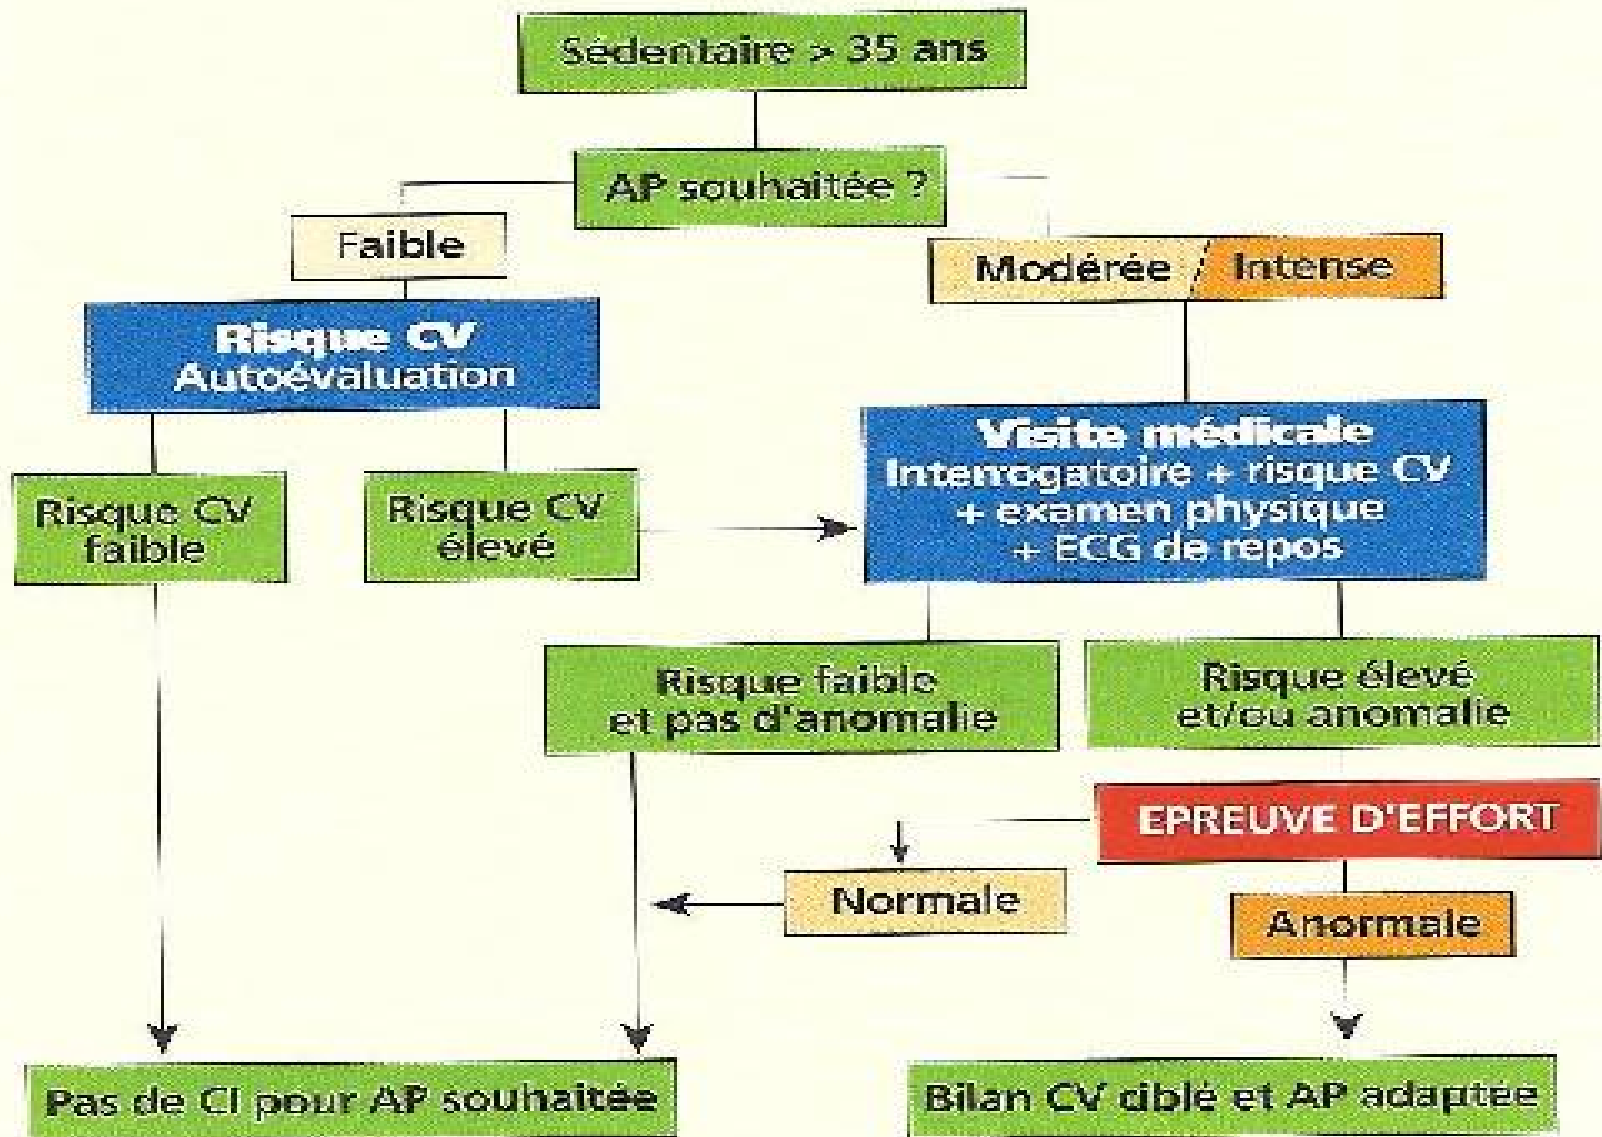 Sédentaire > 35 ans
AP souhaitée ?
Faible
Modérée / Intense
Risque CV
Autoévaluation
Visite médicale
Interrogatoire + risque CV
+ examen physique
+ ECG de repos
Risque CV
faible
Risque CV
élevé
Risque faible
et pas d'anomalie
Risque élevé
et/ou anomalie
EPREUVE D'EFFORT
Normale
Anormale
Pas de CI pour AP souhaitée
Bilan CV ciblé et AP adaptée